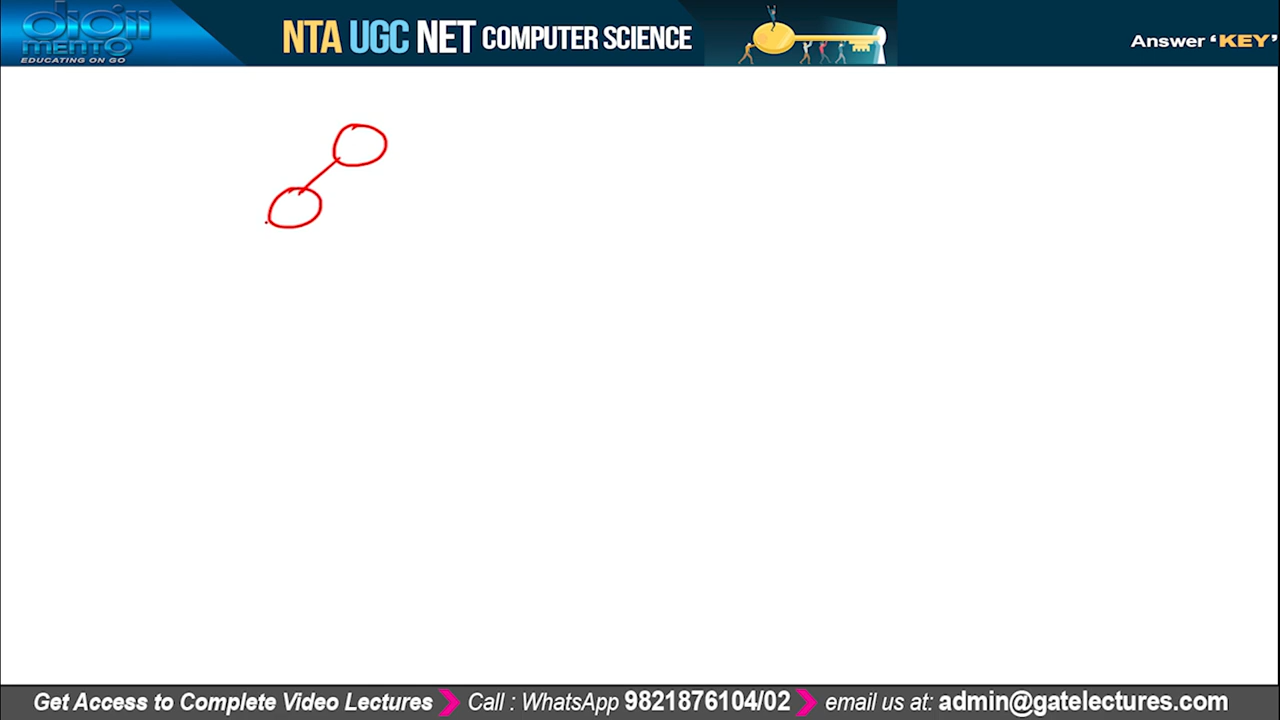 digii
MENTO
EDUCATING ON GO
NTA UGC NET COMPUTER SCIENCE
Answer ‘KEY’
Get Access to Complete Video Lectures Call : WhatsApp 9821876104/02 email us at: admin@gatelectures.com